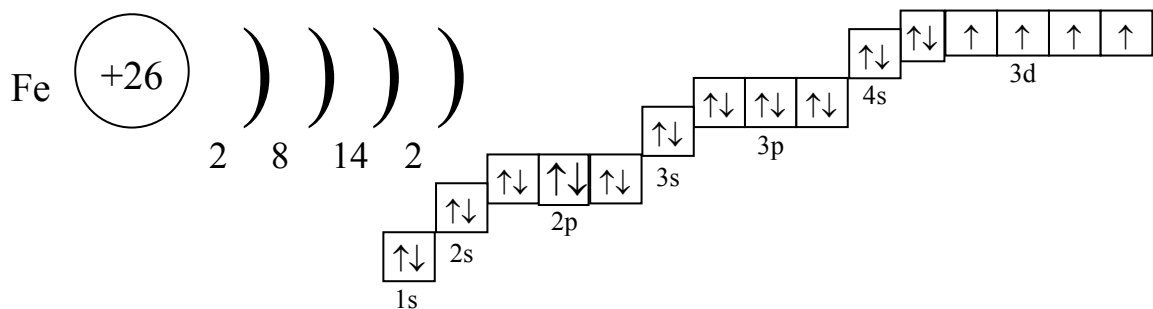 Fe +26
2 8 14 2
↑↓ ↑ ↑ ↑ ↑
3d
↑↓
4s
↑↓ ↑↓ ↑↓
3p
↑↓
3s
↑↓ ↑↓ ↑↓
2p
↑↓
2s
↑↓
1s